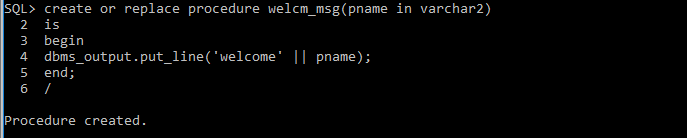 SQL> create or replace procedure welcm_msg(pname in varchar2)
2 is
3 begin
4 dbms_output.put_line('welcome' || pname);
5 end;
6 /
Procedure created.